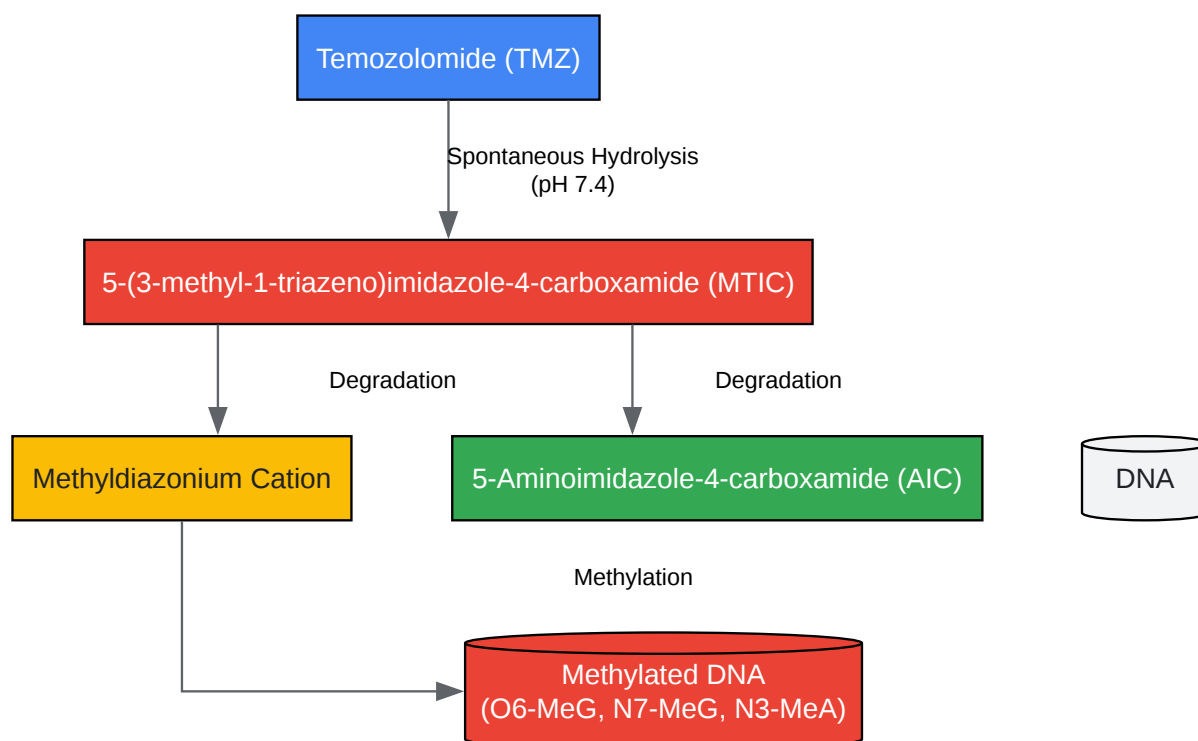 Temozolomide (TMZ)
Spontaneous Hydrolysis
(pH 7.4)
5-(3-methyl-1-triazeno)imidazole-4-carboxamide (MTIC)
Degradation
Degradation
Methyldiazonium Cation
5-Aminoimidazole-4-carboxamide (AIC)
DNA
Methylation
Methylated DNA
(O6-MeG, N7-MeG, N3-MeA)